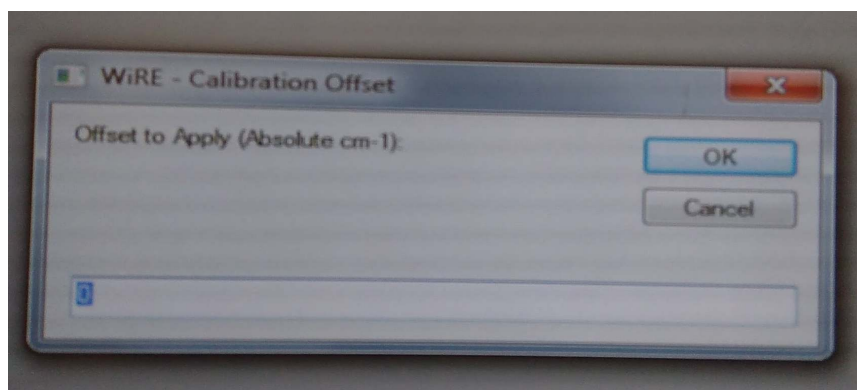 WiRE - Calibration Offset
Offset to Apply (Absolute cm-1):
OK
Cancel
0